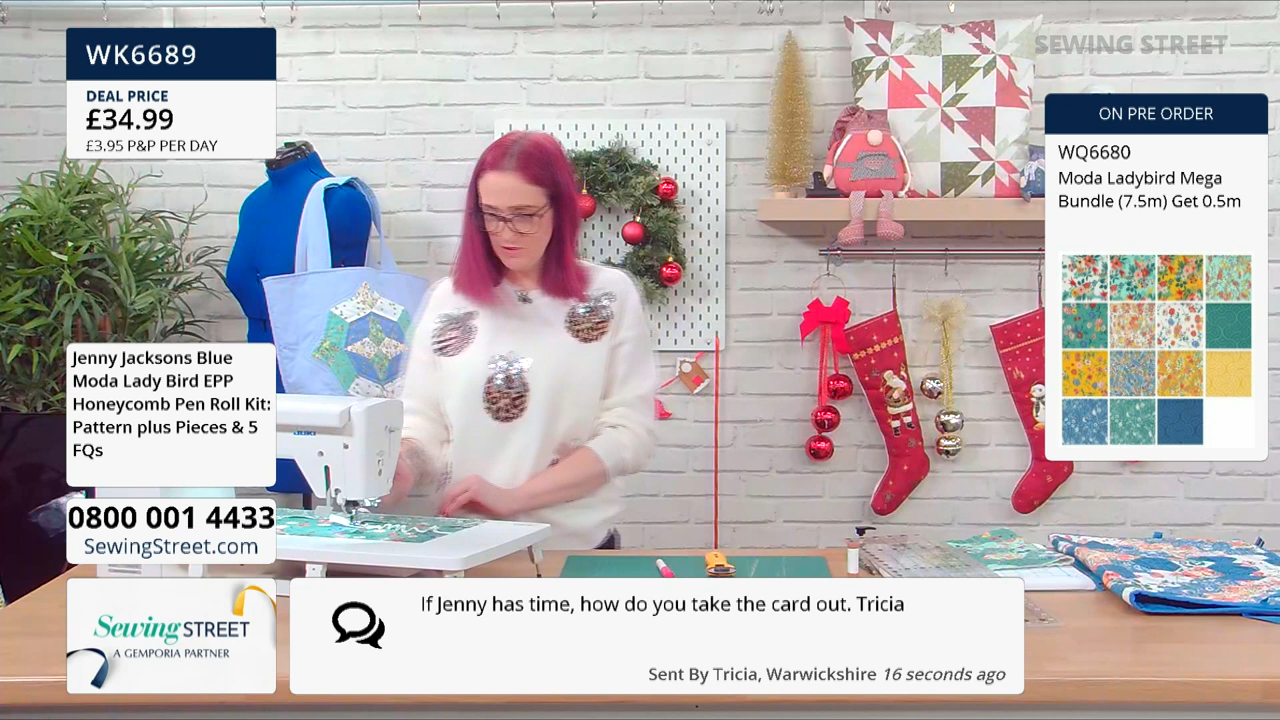 WK6689
DEAL PRICE
£34.99
£3.95 P&P PER DAY
SEWING STREET
ON PRE ORDER
WQ6680
Moda Ladybird Mega
Bundle (7.5m) Get 0.5m
Jenny Jacksons Blue
Moda Lady Bird EPP
Honeycomb Pen Roll Kit:
Pattern plus Pieces & 5
FQs
JUKI
0800 001 4433
SewingStreet.com
Sewing STREET
A GEMPORIA PARTNER
If Jenny has time, how do you take the card out. Tricia
Sent By Tricia, Warwickshire 16 seconds ago